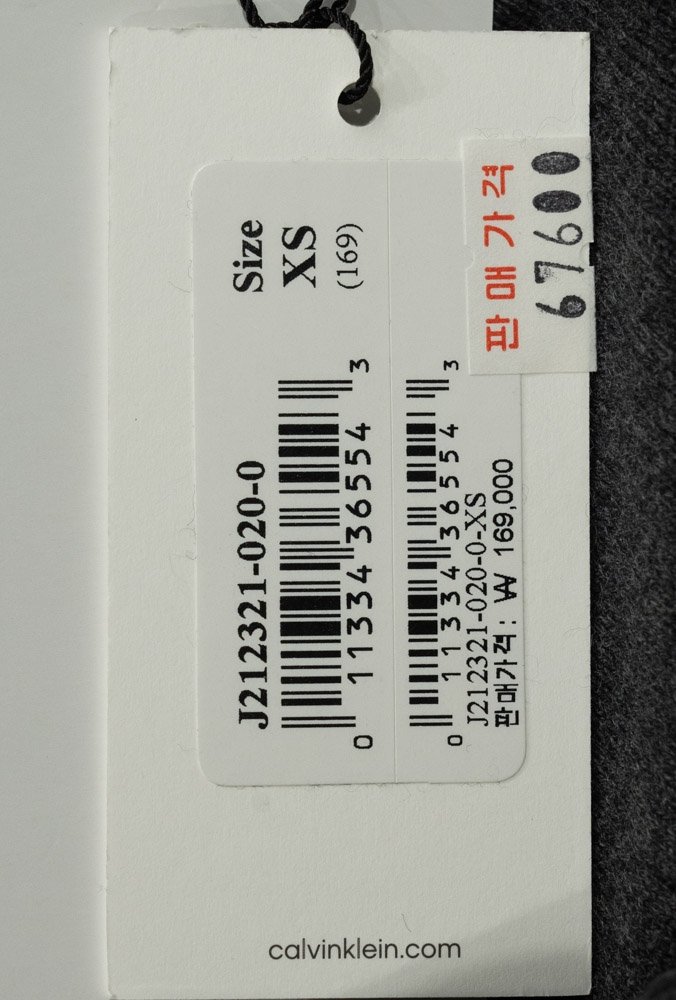 Size
XS
(169)
J212321-020-0
0 11334 36554 3
0 11334 36554 3
J212321-020-0-XS
판매가격: ₩ 169,000
판매가격
67600
calvinklein.com